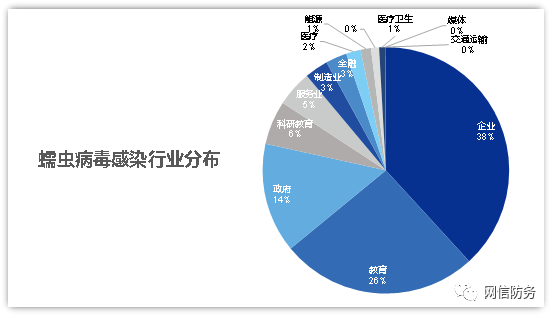 能源
1%
0%
医疗卫生
1%
媒体
0%
交通运输
0%
医疗
2%
金融
3%
制造业
3%
服务业
5%
科研教育
6%
蠕虫病毒感染行业分布
政府
14%
企业
38%
教育
26%
网信防务